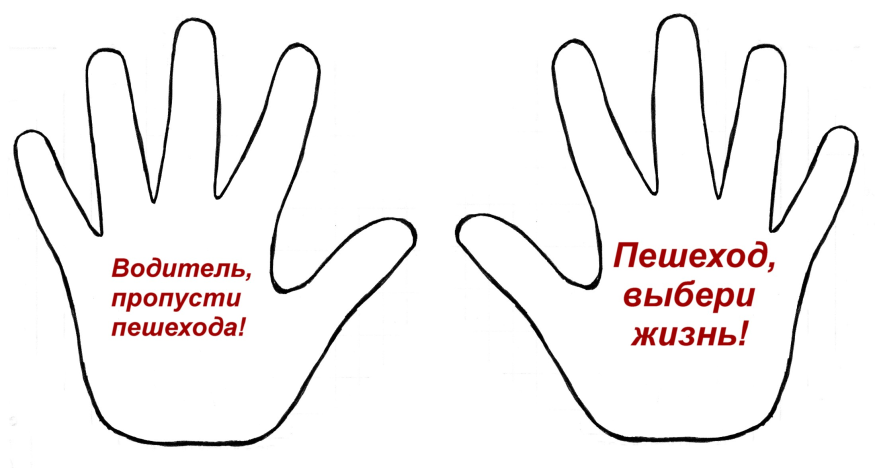 Водитель,
пропусти
пешехода!
Пешеход,
выбери
жизнь!